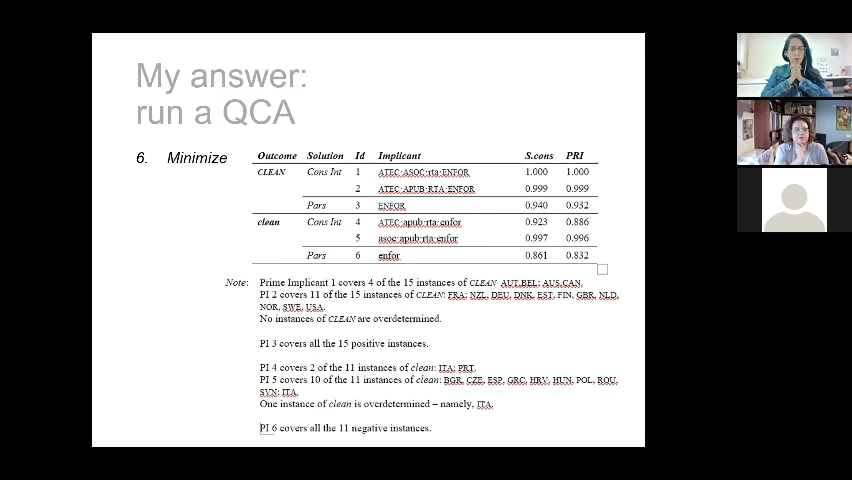 My answer:
run a QCA
6. Minimize
Outcome Solution Id Implicant S.cons PRI
CLEAN Cons Int 1 ATEC·ASOC·rta·ENFOR 1.000 1.000
2 ATEC·APUB·RTA·ENFOR 0.999 0.999
Pars 3 ENFOR 0.940 0.932
clean Cons Int 4 ATEC·apub·rta·enfor 0.923 0.886
5 asoc·apub·rta·enfor 0.997 0.996
Pars 6 enfor 0.861 0.832
Note: Prime Implicant 1 covers 4 of the 15 instances of CLEAN AUT,BEL; AUS,CAN.
PI 2 covers 11 of the 15 instances of CLEAN: FRA; NZL, DEU, DNK, EST, FIN, GBR, NLD,
NOR, SWE, USA.
No instances of CLEAN are overdetermined.
PI 3 covers all the 15 positive instances.
PI 4 covers 2 of the 11 instances of clean: ITA; PRT.
PI 5 covers 10 of the 11 instances of clean: BGR, CZE, ESP, GRC, HRV, HUN, POL, ROU,
SVN; ITA.
One instance of clean is overdetermined – namely, ITA.
PI 6 covers all the 11 negative instances.